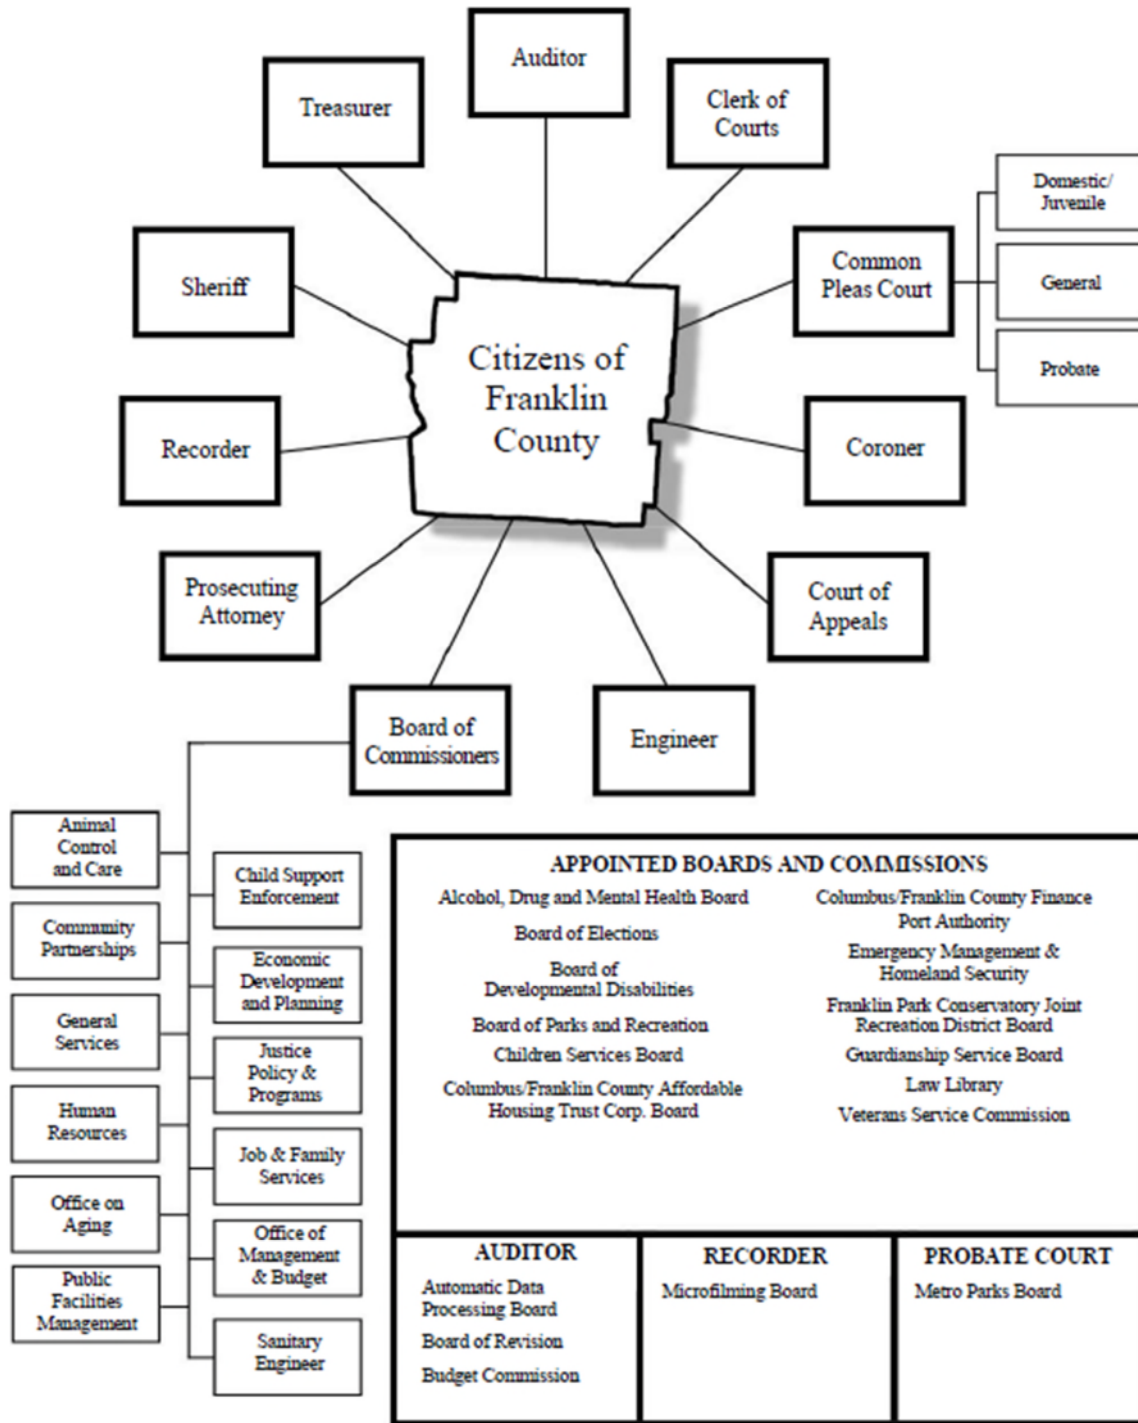 Auditor
Treasurer
Clerk of
Courts
Domestic/
Juvenile
Sheriff
Common
Pleas Court
General
Probate
Citizens of
Franklin
County
Recorder
Coroner
Prosecuting
Attorney
Court of
Appeals
Board of
Commissioners
Engineer
Animal
Control
and Care
Child Support
Enforcement
Community
Partnerships
Economic
Development
and Planning
General
Services
Justice
Policy &
Programs
Human
Resources
Job & Family
Services
Office on
Aging
Office of
Management
& Budget
Public
Facilities
Management
Sanitary
Engineer
APPOINTED BOARDS AND COMMISSIONS
Alcohol, Drug and Mental Health Board
Board of Elections
Board of
Developmental Disabilities
Board of Parks and Recreation
Children Services Board
Columbus/Franklin County Affordable
Housing Trust Corp. Board
Columbus/Franklin County Finance
Port Authority
Emergency Management &
Homeland Security
Franklin Park Conservatory Joint
Recreation District Board
Guardianship Service Board
Law Library
Veterans Service Commission
AUDITOR
Automatic Data
Processing Board
Board of Revision
Budget Commission
RECORDER
Microfilming Board
PROBATE COURT
Metro Parks Board